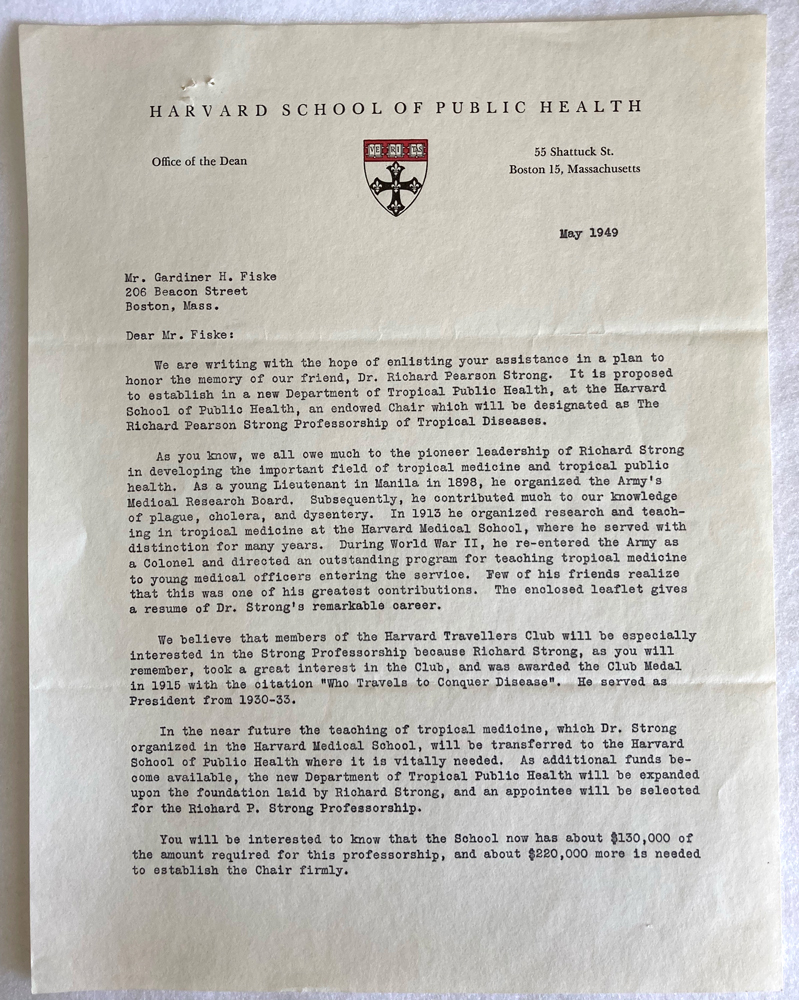 HARVARD SCHOOL OF PUBLIC HEALTH
Office of the Dean
VE RI TAS
55 Shattuck St.
Boston 15, Massachusetts
May 1949
Mr. Gardiner H. Fiske
206 Beacon Street
Boston, Mass.
Dear Mr. Fiske:
We are writing with the hope of enlisting your assistance in a plan to
honor the memory of our friend, Dr. Richard Pearson Strong. It is proposed
to establish in a new Department of Tropical Public Health, at the Harvard
School of Public Health, an endowed Chair which will be designated as The
Richard Pearson Strong Professorship of Tropical Diseases.
As you know, we all owe much to the pioneer leadership of Richard Strong
in developing the important field of tropical medicine and tropical public
health. As a young Lieutenant in Manila in 1898, he organized the Army's
Medical Research Board. Subsequently, he contributed much to our knowledge
of plague, cholera, and dysentery. In 1913 he organized research and teach-
ing in tropical medicine at the Harvard Medical School, where he served with
distinction for many years. During World War II, he re-entered the Army as
a Colonel and directed an outstanding program for teaching tropical medicine
to young medical officers entering the service. Few of his friends realize
that this was one of his greatest contributions. The enclosed leaflet gives
a resume of Dr. Strong's remarkable career.
We believe that members of the Harvard Travellers Club will be especially
interested in the Strong Professorship because Richard Strong, as you will
remember, took a great interest in the Club, and was awarded the Club Medal
in 1915 with the citation "Who Travels to Conquer Disease". He served as
President from 1930-33.
In the near future the teaching of tropical medicine, which Dr. Strong
organized in the Harvard Medical School, will be transferred to the Harvard
School of Public Health where it is vitally needed. As additional funds be-
come available, the new Department of Tropical Public Health will be expanded
upon the foundation laid by Richard Strong, and an appointee will be selected
for the Richard P. Strong Professorship.
You will be interested to know that the School now has about $130,000 of
the amount required for this professorship, and about $220,000 more is needed
to establish the Chair firmly.